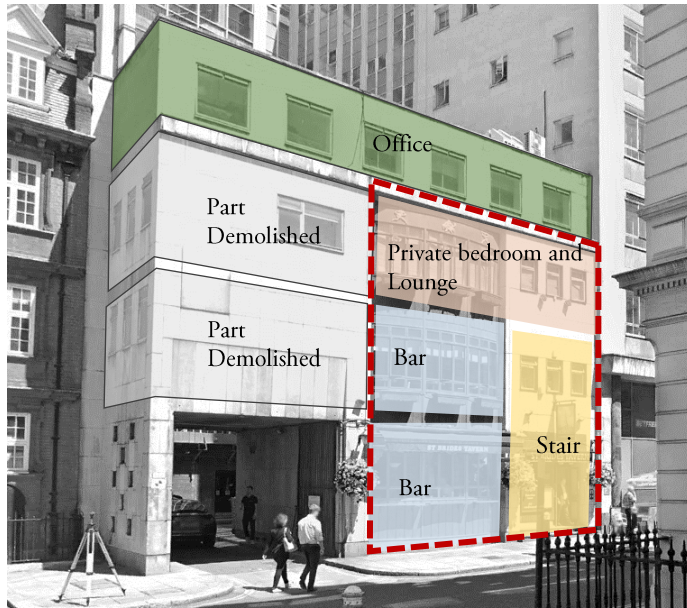 Office
Part
Demolished
Private bedroom and
Lounge
Part
Demolished
Bar
Stair
Bar